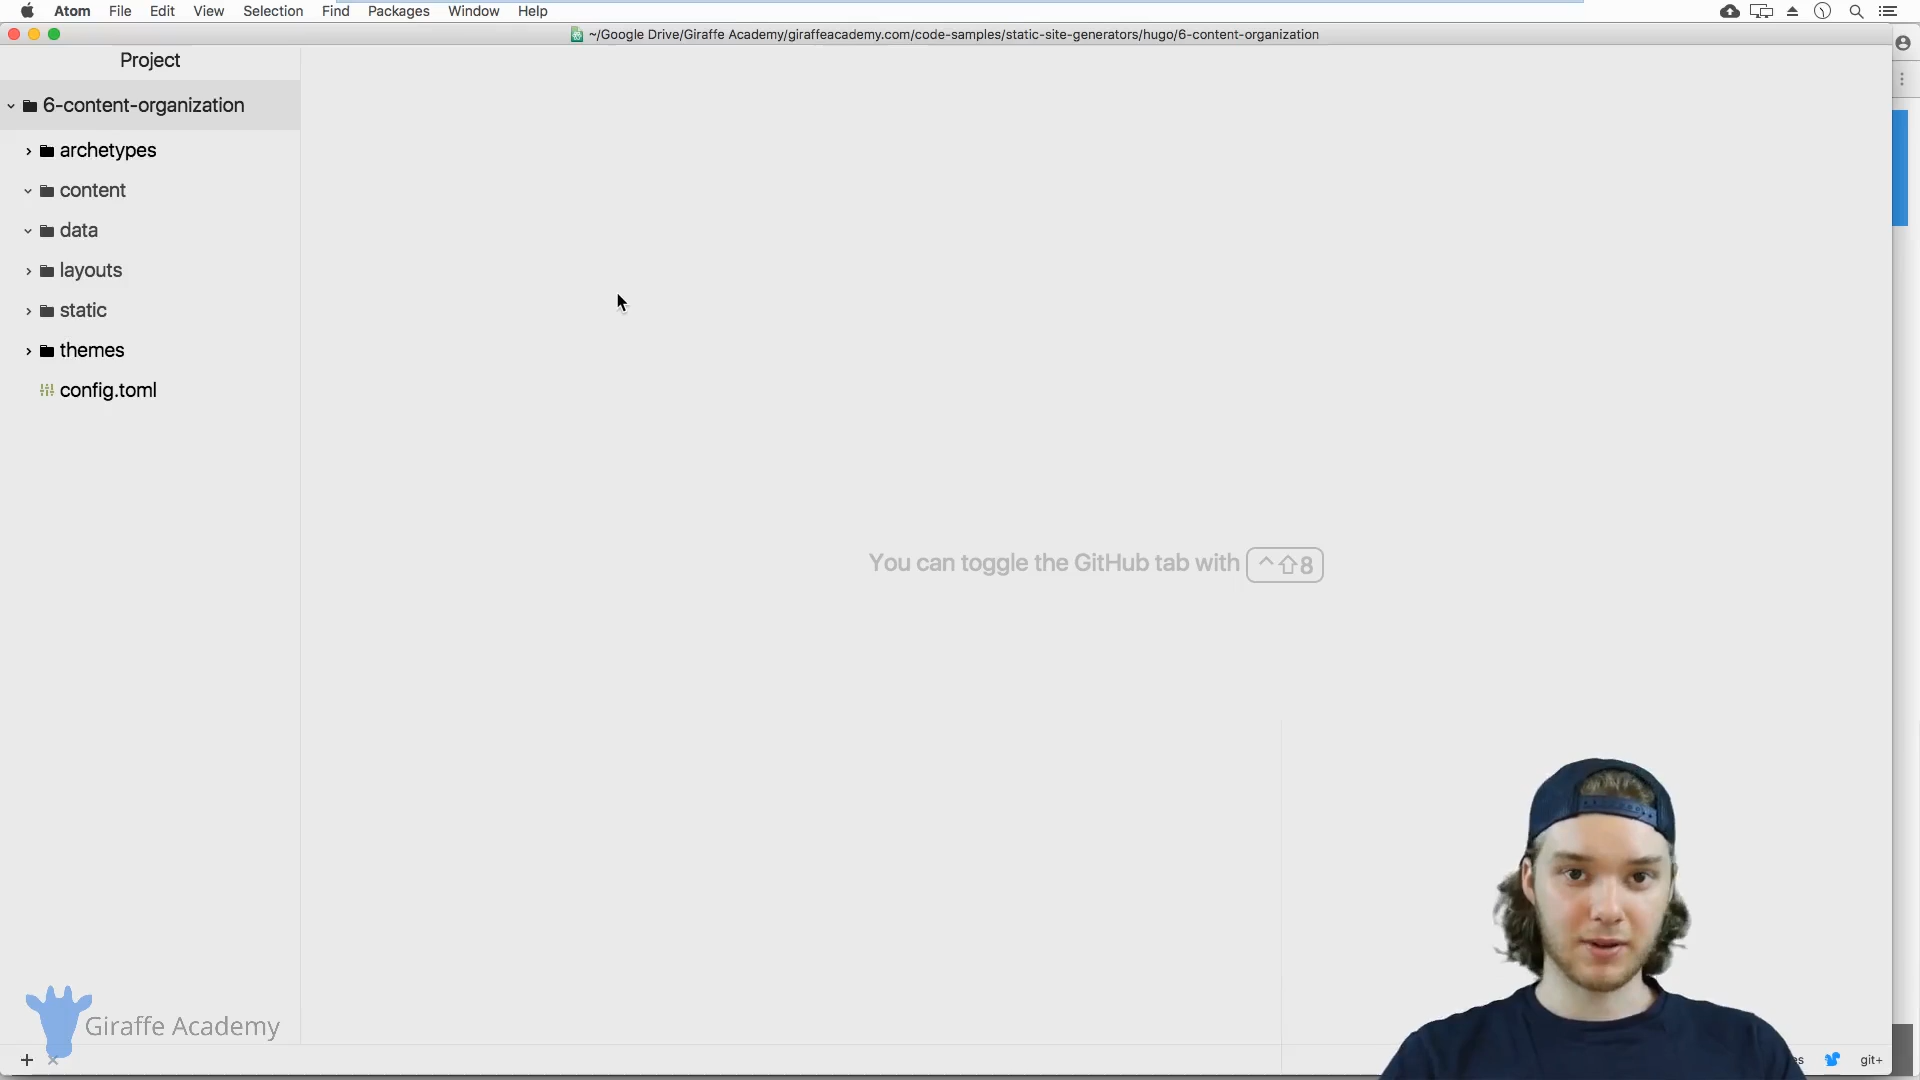 Atom File Edit View Selection Find Packages Window Help
~/Google Drive/Giraffe Academy/giraffeacademy.com/code-samples/static-site-generators/hugo/6-content-organization
Project
6-content-organization
archetypes
content
data
layouts
static
themes
config.toml
You can toggle the GitHub tab with ^⇧8
Giraffe Academy
git+